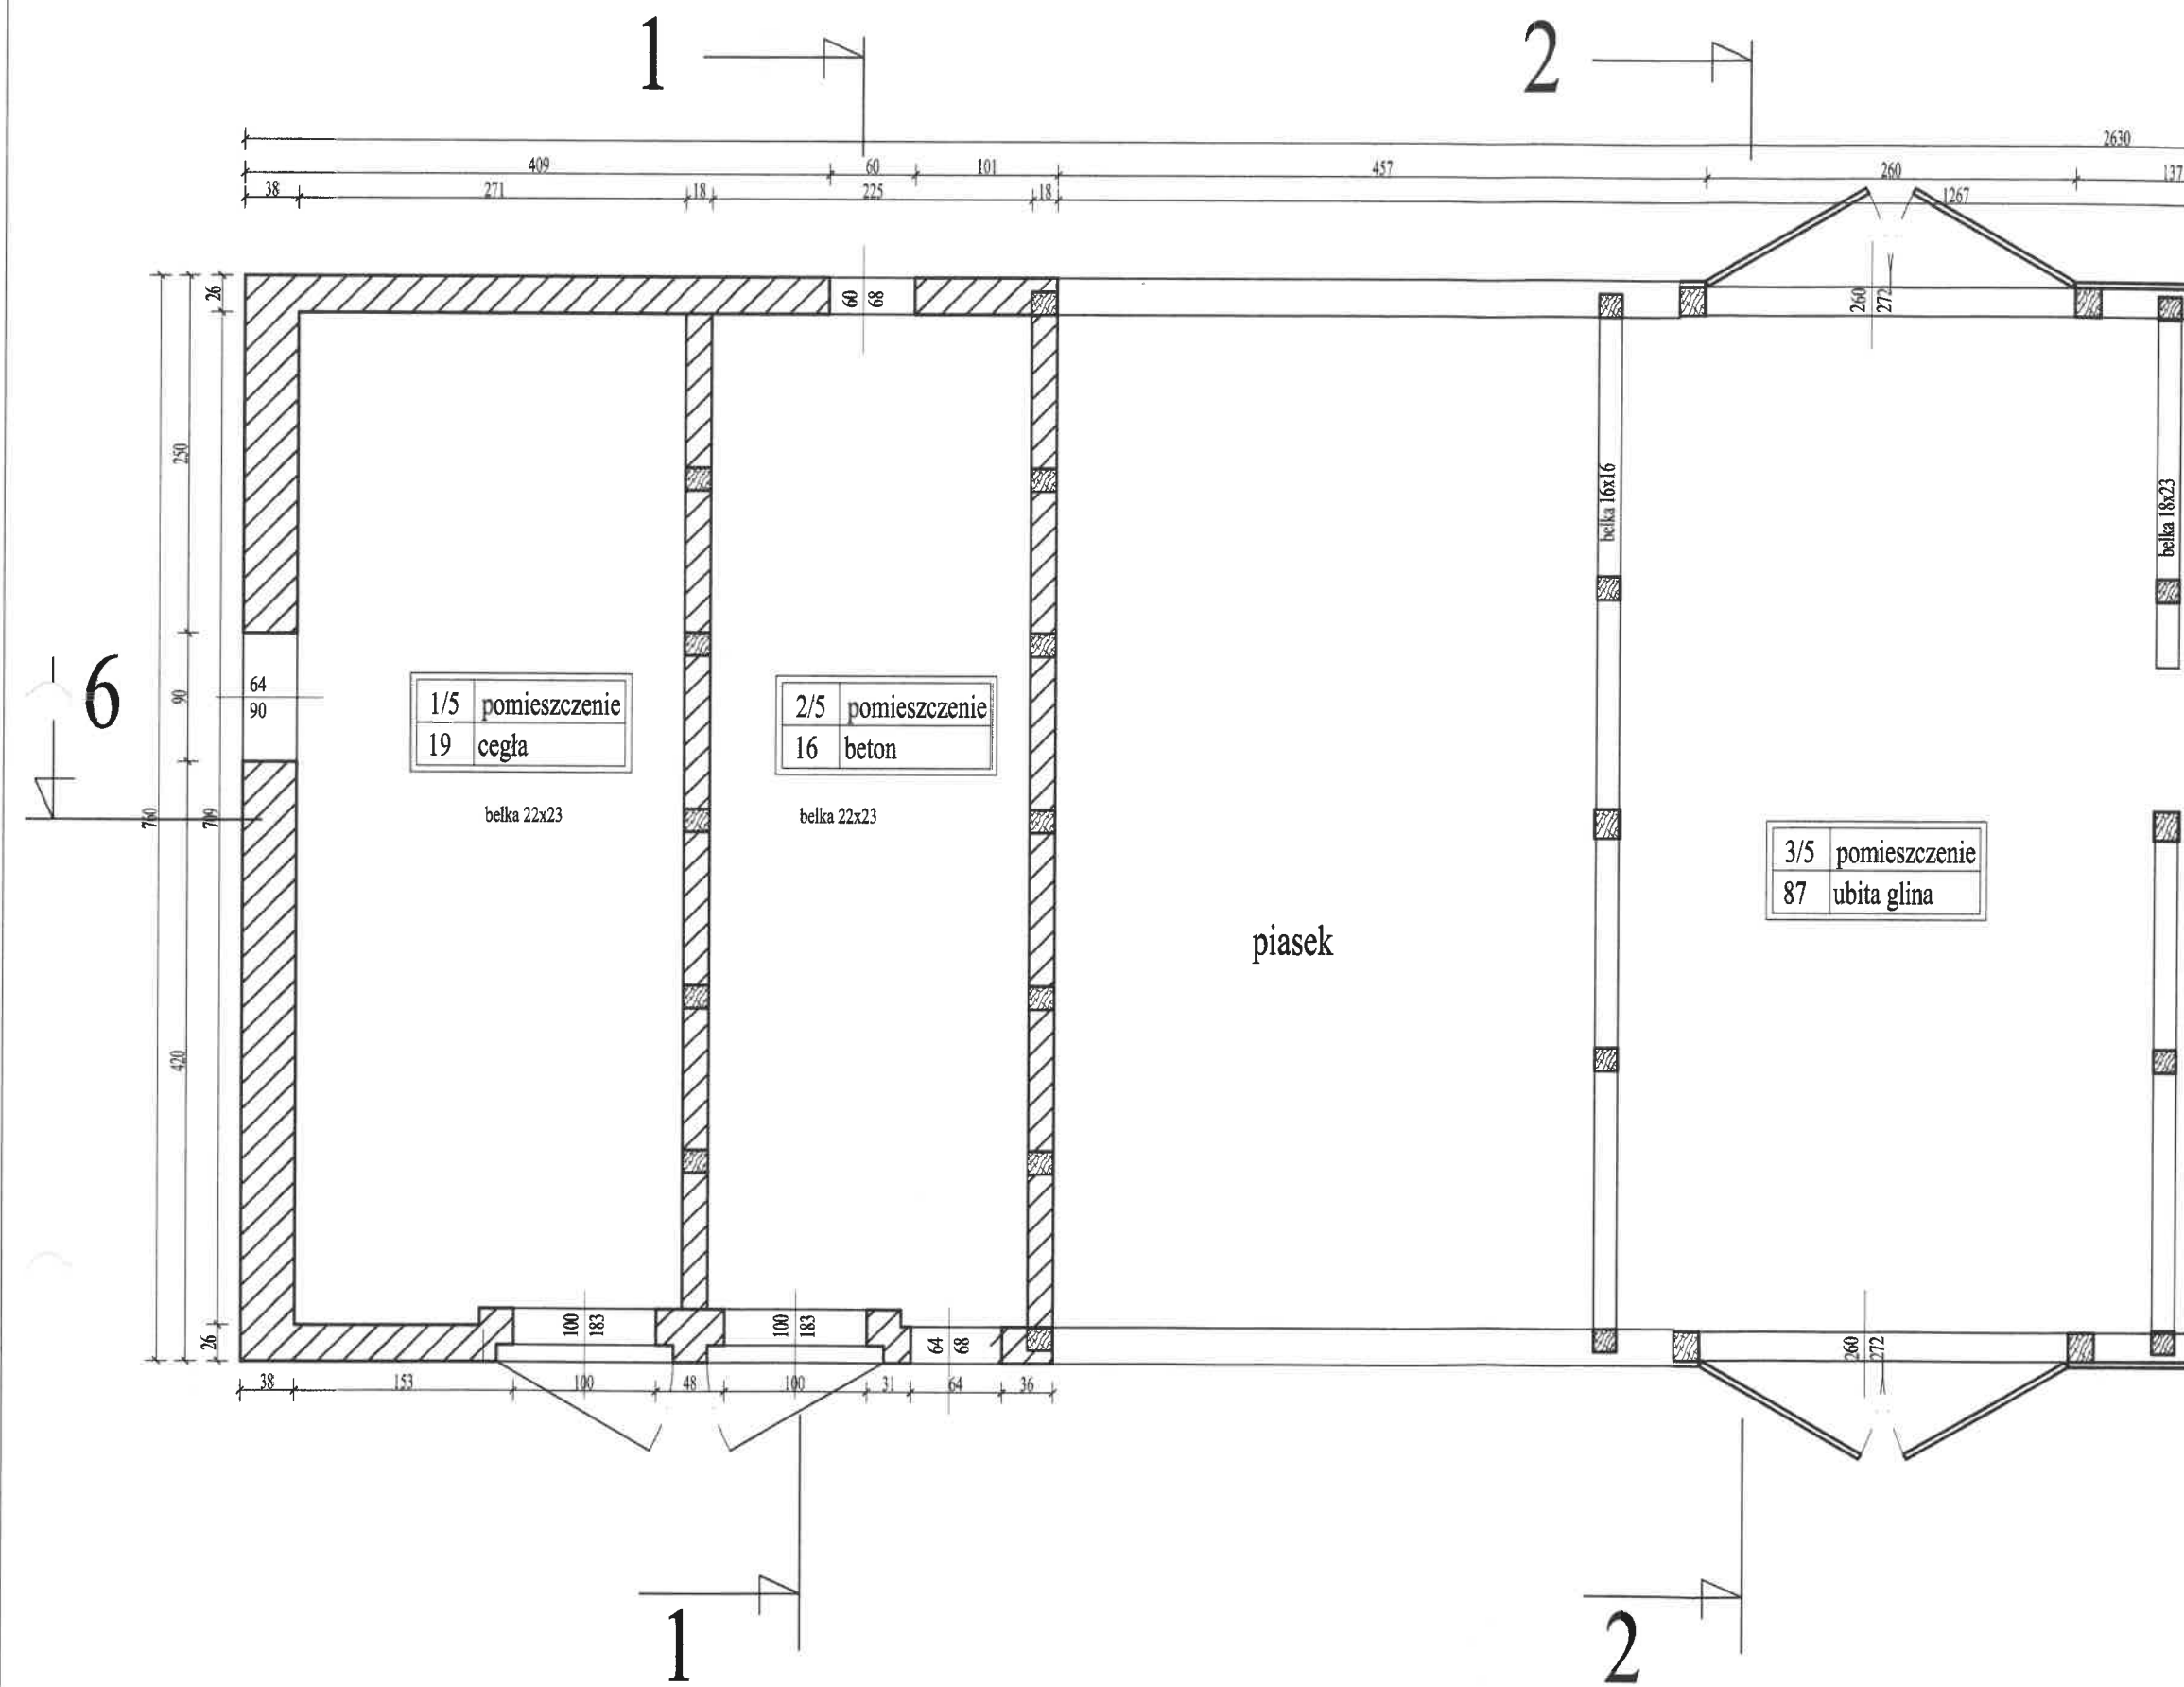 1
2
2630
409 60 101 457 260 137
38 271 18 225 18 1267
26
60
68
260
272
250
belka 16x16
belka 18x23
6
64
90
90
1/5 pomieszczenie
19 cegła
2/5 pomieszczenie
16 beton
belka 22x23
belka 22x23
760
709
3/5 pomieszczenie
87 ubita glina
piasek
420
26
100
183
100
183
64
68
260
272
38 153 100 48 100 31 64 36
1
2